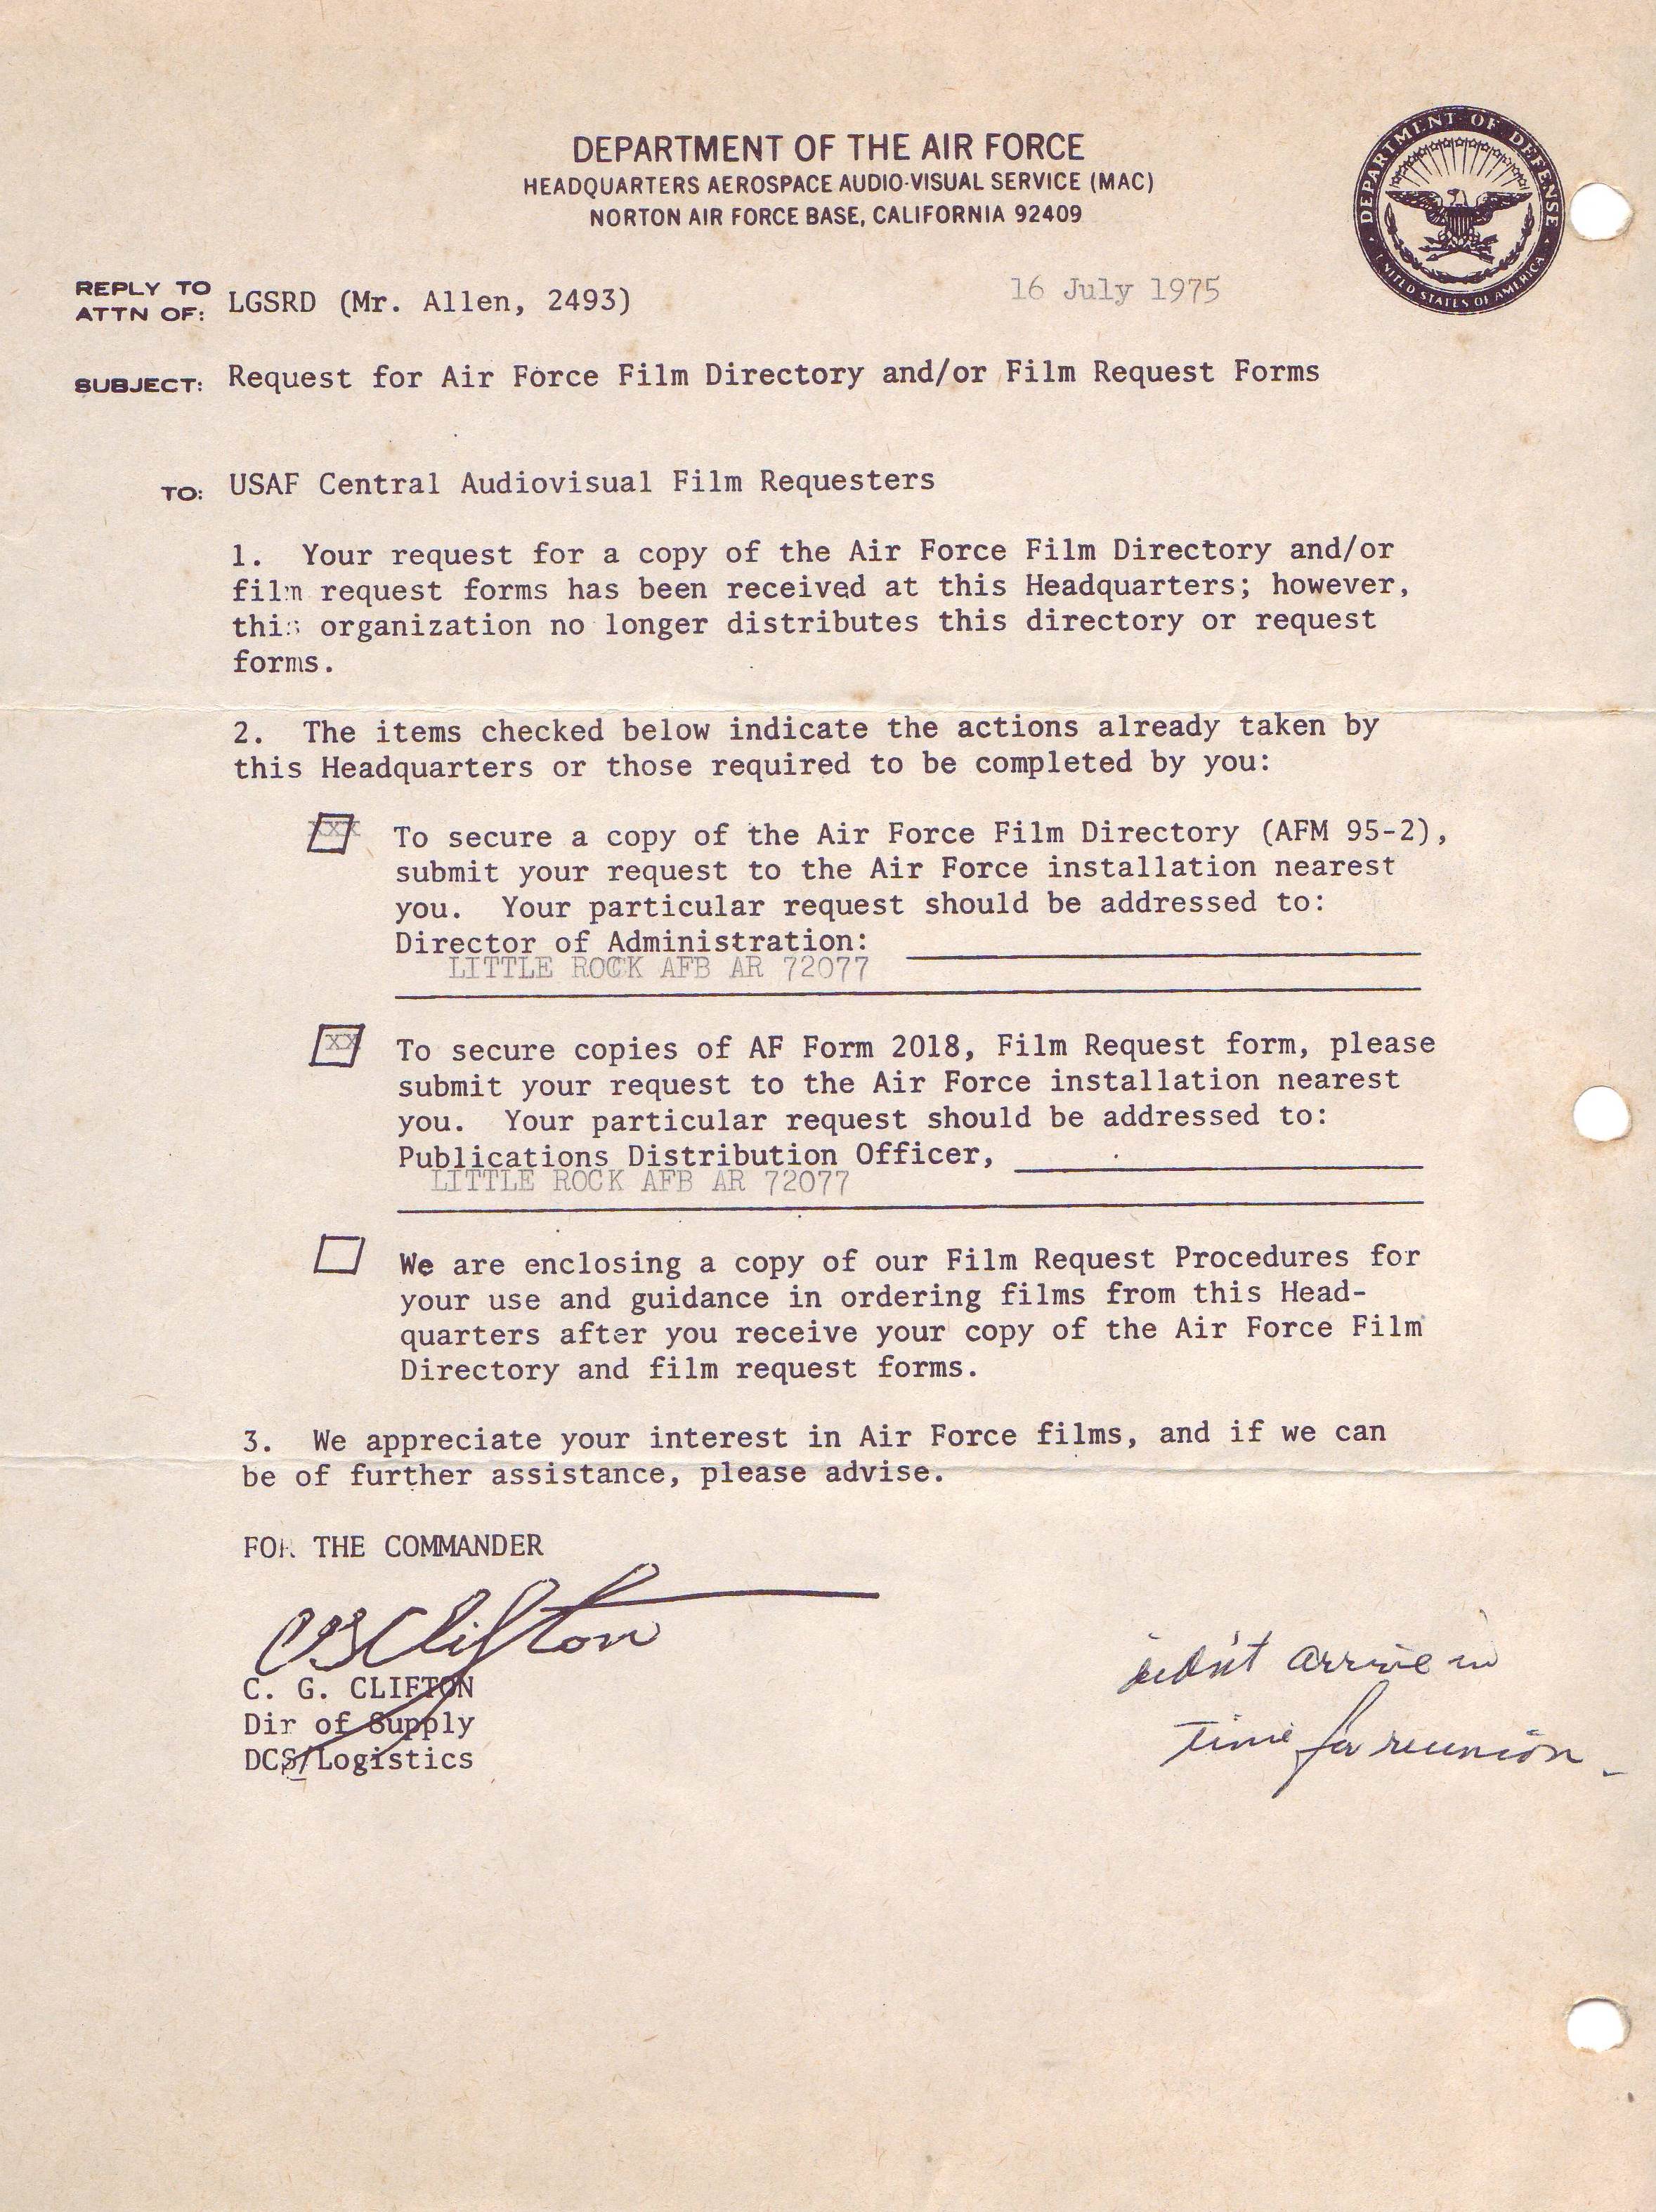 DEPARTMENT OF THE AIR FORCE
HEADQUARTERS AEROSPACE AUDIO-VISUAL SERVICE (MAC)
NORTON AIR FORCE BASE, CALIFORNIA 92409
DEPARTMENT OF DEFENSE
UNITED STATES OF AMERICA
REPLY TO
ATTN OF: LGSRD (Mr. Allen, 2493)
16 July 1975
SUBJECT: Request for Air Force Film Directory and/or Film Request Forms
TO: USAF Central Audiovisual Film Requesters
1. Your request for a copy of the Air Force Film Directory and/or
film request forms has been received at this Headquarters; however,
this organization no longer distributes this directory or request
forms.
2. The items checked below indicate the actions already taken by
this Headquarters or those required to be completed by you:
XXX To secure a copy of the Air Force Film Directory (AFM 95-2),
submit your request to the Air Force installation nearest
you. Your particular request should be addressed to:
Director of Administration:
LITTLE ROCK AFB AR 72077
XX To secure copies of AF Form 2018, Film Request form, please
submit your request to the Air Force installation nearest
you. Your particular request should be addressed to:
Publications Distribution Officer,
LITTLE ROCK AFB AR 72077
We are enclosing a copy of our Film Request Procedures for
your use and guidance in ordering films from this Head-
quarters after you receive your copy of the Air Force Film
Directory and film request forms.
3. We appreciate your interest in Air Force films, and if we can
be of further assistance, please advise.
FOR THE COMMANDER
CG Clifton
C. G. CLIFTON
Dir of Supply
DCS/Logistics
didn't arrive in
time for reunion.